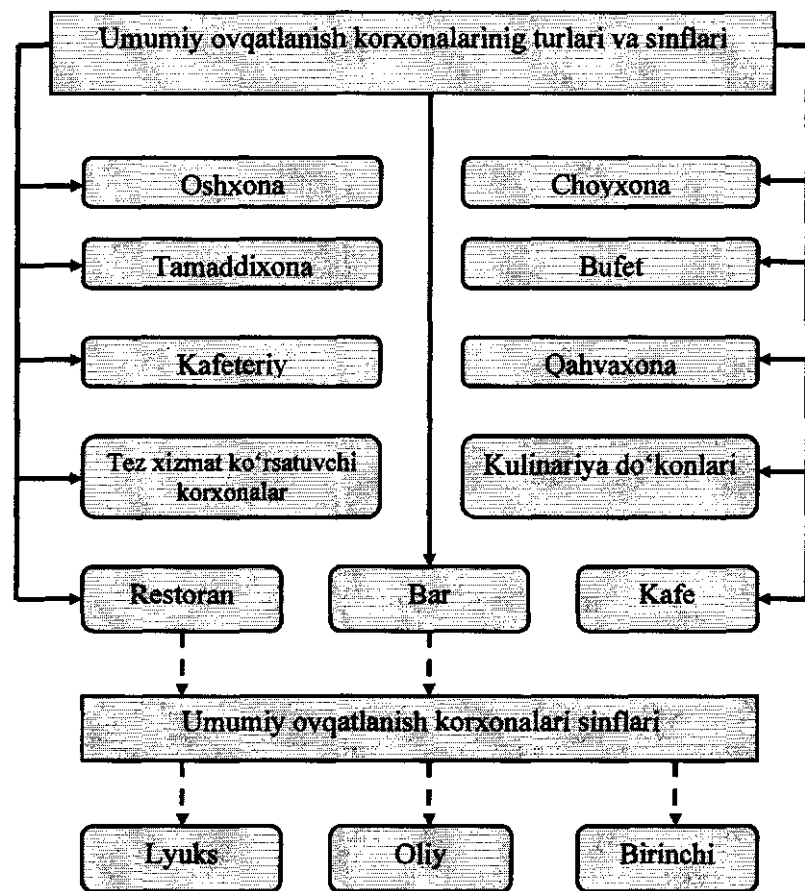 Umumiy ovqatlanish korxonalarinig turlari va sinflari
Oshxona
Choyxona
Tamaddixona
Bufet
Kafeteriy
Qahvaxona
Tez xizmat ko‘rsatuvchi
korxonalar
Kulinariya do‘konlari
Restoran
Bar
Kafe
Umumiy ovqatlanish korxonalari sinflari
Lyuks
Oliy
Birinchi